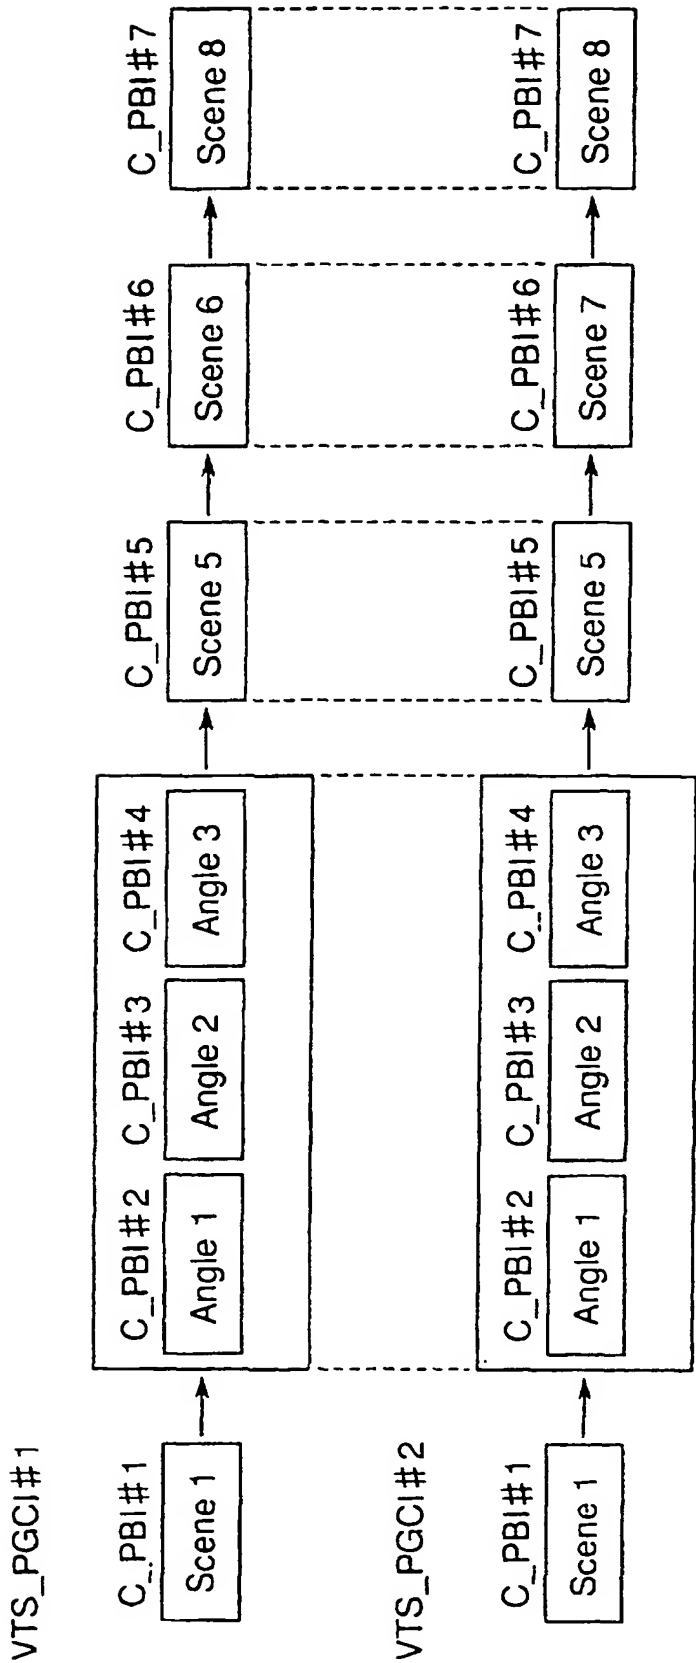 VTS_PGCI#1
C_PBI#1
Scene 1
C_PBI#2
Angle 1
C_PBI#3
Angle 2
C_PBI#4
Angle 3
C_PBI#5
Scene 5
C_PBI#6
Scene 6
C_PBI#7
Scene 8
VTS_PGCI#2
C_PBI#1
Scene 1
C_PBI#2
Angle 1
C_PBI#3
Angle 2
C_PBI#4
Angle 3
C_PBI#5
Scene 5
C_PBI#6
Scene 7
C_PBI#7
Scene 8